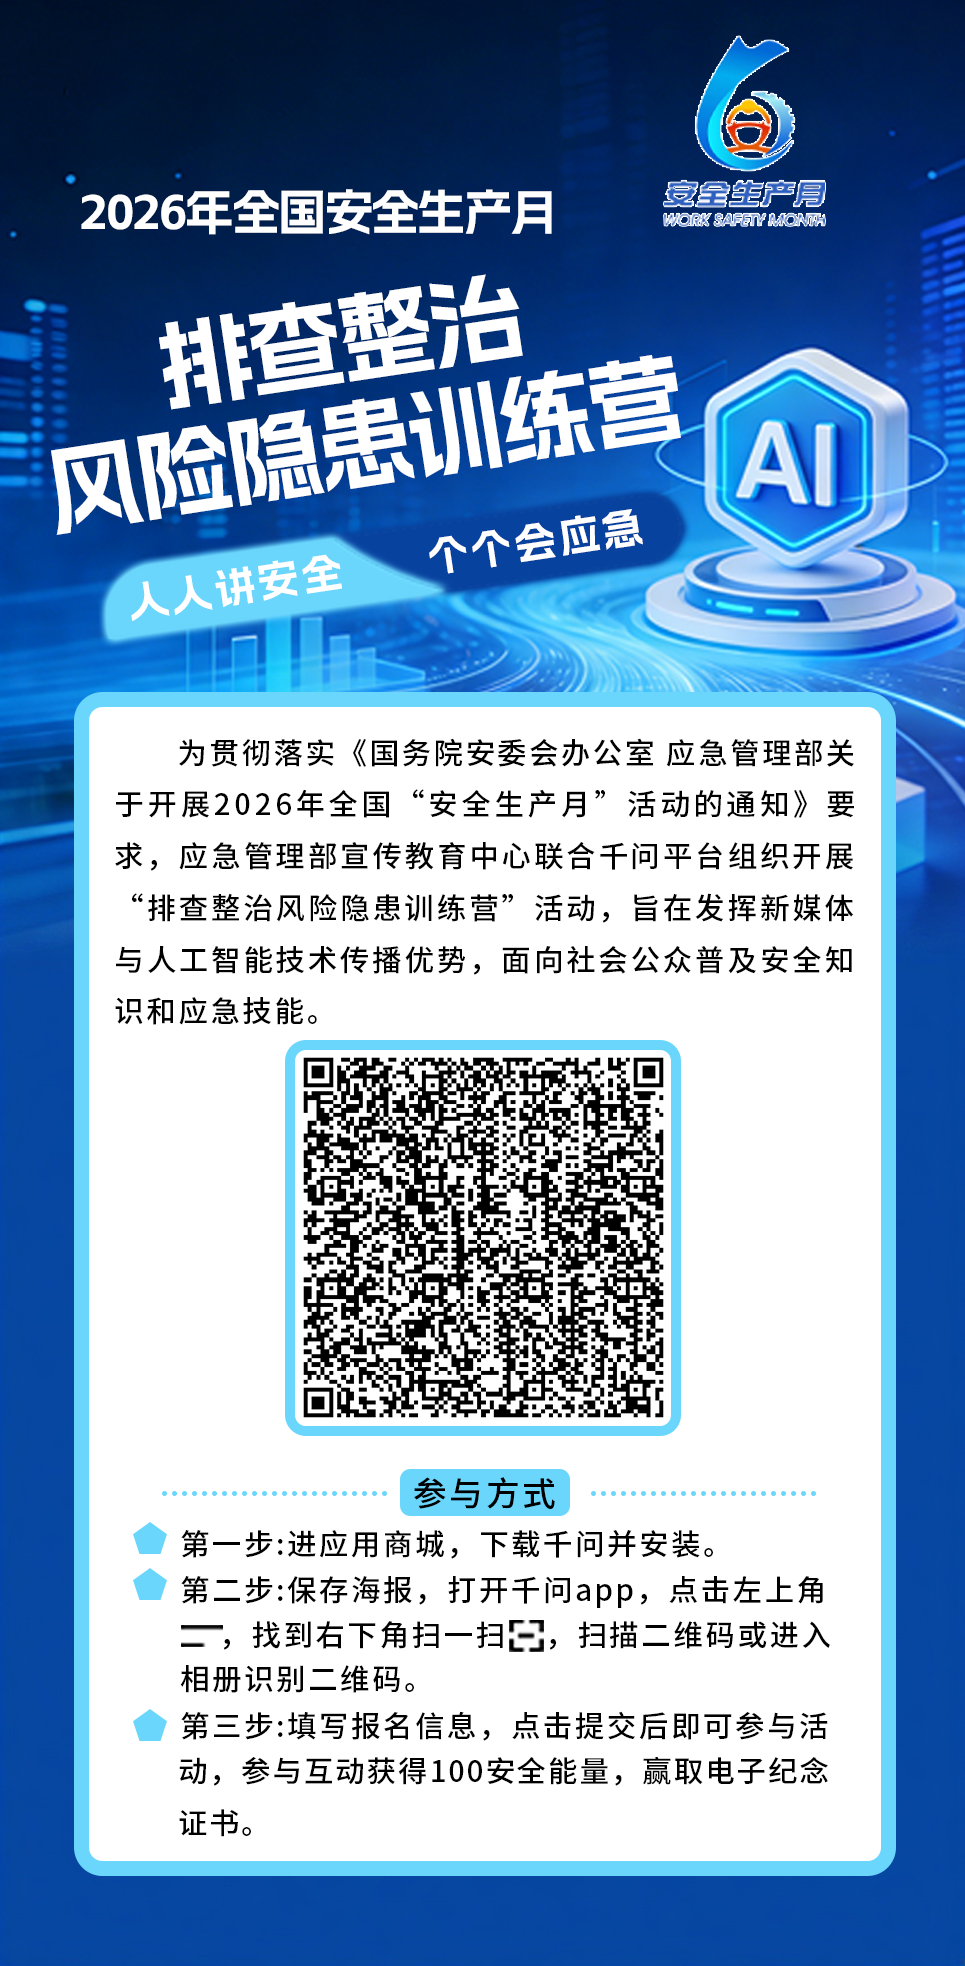 安全生产月
WORK SAFETY MONTH
2026年全国安全生产月
排查整治
风险隐患训练营
AI
人人讲安全
个个会应急
为贯彻落实《国务院安委会办公室 应急管理部关
于开展2026年全国“安全生产月”活动的通知》要
求，应急管理部宣传教育中心联合千问平台组织开展
“排查整治风险隐患训练营”活动，旨在发挥新媒体
与人工智能技术传播优势，面向社会公众普及安全知
识和应急技能。
参与方式
第一步:进应用商城，下载千问并安装。
第二步:保存海报，打开千问app，点击左上角
，找到右下角扫一扫，扫描二维码或进入
相册识别二维码。
第三步:填写报名信息，点击提交后即可参与活
动，参与互动获得100安全能量，赢取电子纪念
证书。